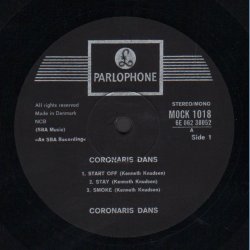 PARLOPHONE
All rights reserved
Made in Denmark
NCB
(SBA Music)
»An SBA Recording«
STEREO/MONO
MOCK 1018
6E 062 38052
A
Side 1
CORONARIS DANS
1. START OFF (Kenneth Knudsen)
2. STAY (Kenneth Knudsen)
3. SMOKE (Kenneth Knudsen)
CORONARIS DANS